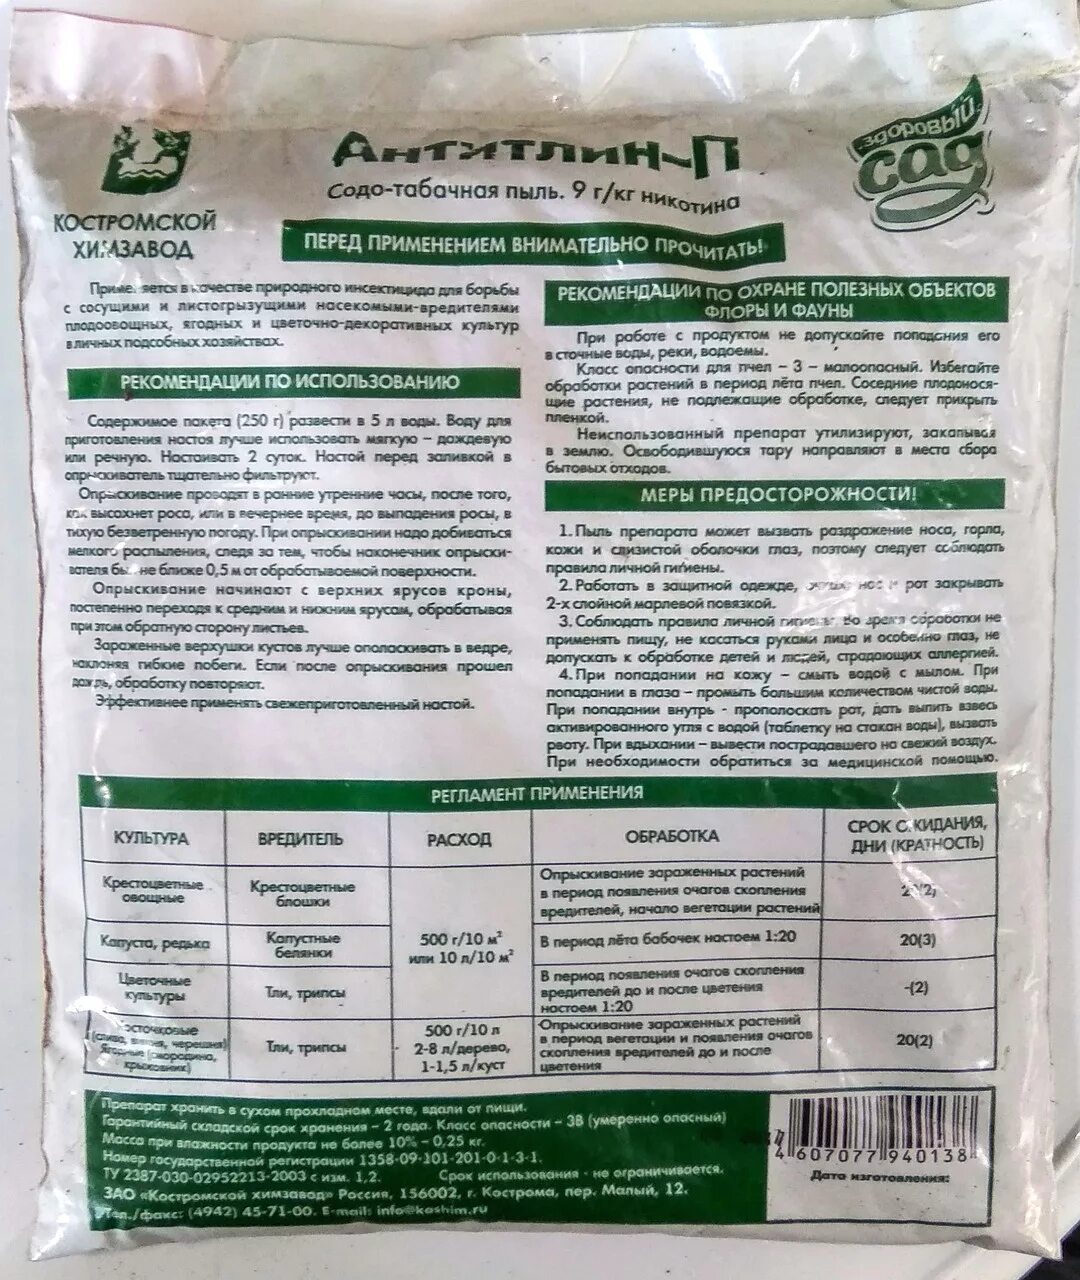 Антитлин-П
Содо-табачная пыль. 9 г/кг никотина
здоровый
сад
КОСТРОМСКОЙ
ХИМЗАВОД
ПЕРЕД ПРИМЕНЕНИЕМ ВНИМАТЕЛЬНО ПРОЧИТАТЬ!
Применяется в качестве природного инсектицида для борьбы
с сосущими и листогрызущими насекомыми-вредителями
плодоовощных, ягодных и цветочно-декоративных культур
в личных подсобных хозяйствах.
РЕКОМЕНДАЦИИ ПО ИСПОЛЬЗОВАНИЮ
Содержимое пакета (250 г) развести в 5 л воды. Воду для
приготовления настоя лучше использовать мягкую – дождевую
или речную. Настаивать 2 суток. Настой перед заливкой в
опрыскиватель тщательно фильтруют.
Опрыскивание проводят в ранние утренние часы, после того,
как высохнет роса, или в вечернее время, до выпадения росы, в
тихую безветренную погоду. При опрыскивании надо добиваться
мелкого распыления, следя за тем, чтобы наконечник опрыски-
вателя был не ближе 0,5 м от обрабатываемой поверхности.
Опрыскивание начинают с верхних ярусов кроны,
постепенно переходя к средним и нижним ярусам, обрабатывая
при этом обратную сторону листьев.
Зараженные верхушки кустов лучше ополаскивать в ведре,
наклоняя гибкие побеги. Если после опрыскивания прошел
дождь, обработку повторяют.
Эффективнее применять свежеприготовленный настой.
РЕКОМЕНДАЦИИ ПО ОХРАНЕ ПОЛЕЗНЫХ ОБЪЕКТОВ
ФЛОРЫ И ФАУНЫ
При работе с продуктом не допускайте попадания его
в сточные воды, реки, водоемы.
Класс опасности для пчел – 3 – малоопасный. Избегайте
обработки растений в период лёта пчел. Соседние плодонося-
щие растения, не подлежащие обработке, следует прикрыть
пленкой.
Неиспользованный препарат утилизируют, закапывая
в землю. Освободившуюся тару направляют в места сбора
бытовых отходов.
МЕРЫ ПРЕДОСТОРОЖНОСТИ!
1. Пыль препарата может вызвать раздражение носа, горла,
кожи и слизистой оболочки глаз, поэтому следует соблюдать
правила личной гигиены.
2. Работать в защитной одежде, нос и рот закрывать
2-х слойной марлевой повязкой.
3. Соблюдать правила личной гигиены. Во время обработки не
применять пищу, не касаться руками лица и особенно глаз, не
допускать к обработке детей и людей, страдающих аллергией.
4. При попадании на кожу – смыть водой с мылом. При
попадании в глаза – промыть большим количеством чистой воды.
При попадании внутрь - прополоскать рот, дать выпить взвесь
активированного угля с водой (таблетку на стакан воды), вызвать
рвоту. При вдыхании – вывести пострадавшего на свежий воздух.
При необходимости обратиться за медицинской помощью.
РЕГЛАМЕНТ ПРИМЕНЕНИЯ
КУЛЬТУРА ВРЕДИТЕЛЬ РАСХОД ОБРАБОТКА СРОК ОЖИДАНИЯ,
ДНИ (КРАТНОСТЬ)
Крестоцветные
овощные
Крестоцветные
блошки
Опрыскивание зараженных растений
в период появления очагов скопления
вредителей, начало вегетации растений
Капуста, редька
Капустные
белянки
500 г/10 м²
или 10 л/10 м²
В период лёта бабочек настоем 1:20
20(3)
Цветочные
культуры
Тли, трипсы
В период появления очагов скопления
вредителей до и после цветения
настоем 1:20
-(2)
Косточковые
(слива, вишня, черешня)
Ягодные (смородина,
крыжовник)
Тли, трипсы
500 г/10 л
2-8 л/дерево,
1-1,5 л/куст
Опрыскивание зараженных растений
в период вегетации и появления очагов
скопления вредителей до и после
цветения
20(2)
Препарат хранить в сухом прохладном месте, вдали от пищи.
Гарантийный складской срок хранения – 2 года. Класс опасности – 3В (умеренно опасный)
Масса при влажности продукта не более 10% – 0,25 кг.
Номер государственной регистрации 1358-09-101-201-0-1-3-1.
ТУ 2387-030-02952213-2003 с изм. 1,2. Срок использования - не ограничивается.
ЗАО «Костромской химзавод» Россия, 156002, г. Кострома, пер. Малый, 12.
Тел./факс: (4942) 45-71-00. E-mail: info@koshim.ru
4 607077 940138
Дата изготовления: